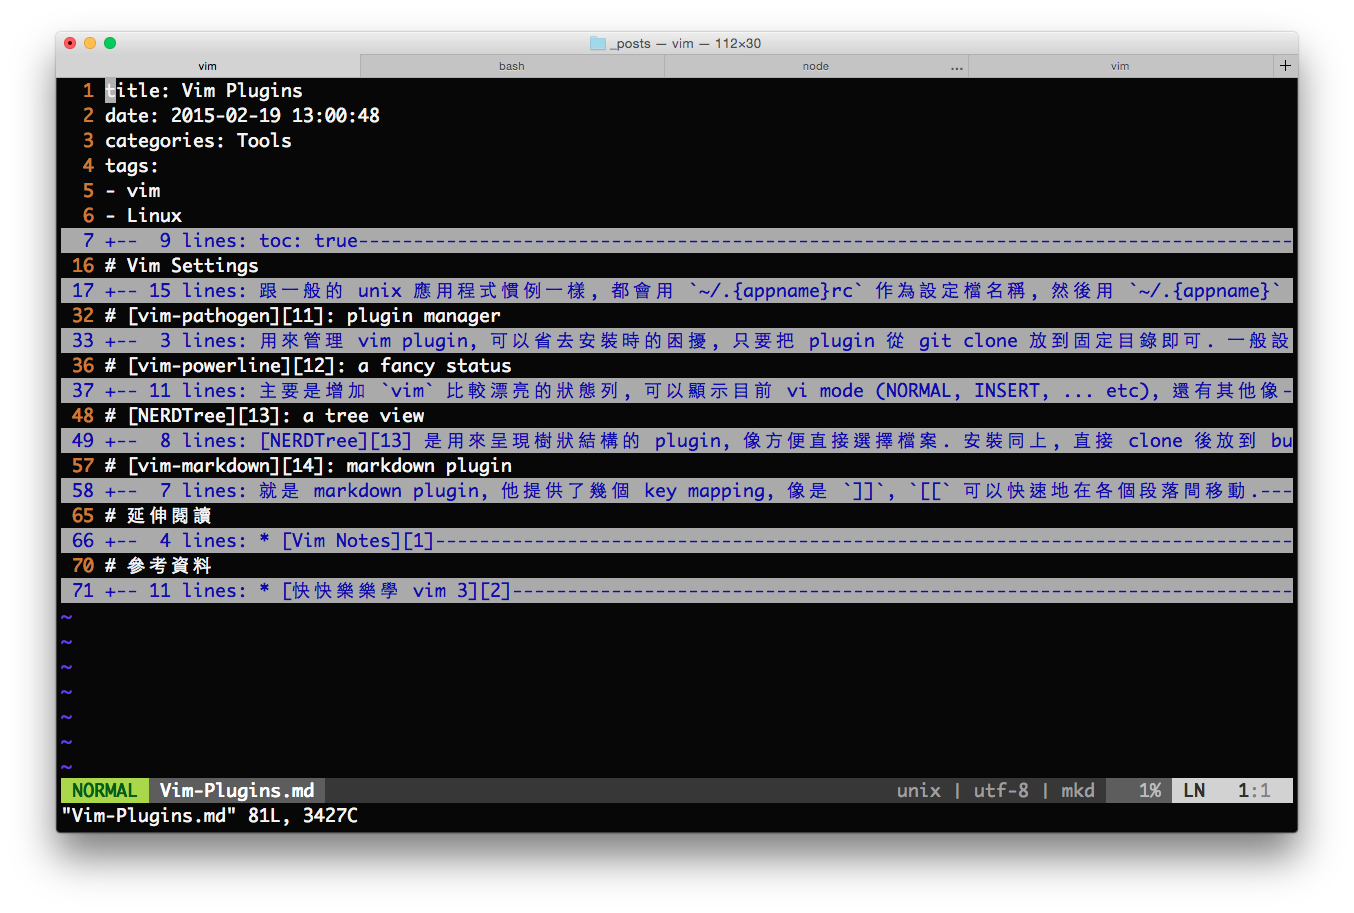 _posts — vim — 112×30
vim bash node ... vim +
1 title: Vim Plugins
2 date: 2015-02-19 13:00:48
3 categories: Tools
4 tags:
5 - vim
6 - Linux
7 +--  9 lines: toc: true-------------------------------------------------------------------------------------
16 # Vim Settings
17 +-- 15 lines: 跟一般的 unix 應用程式慣例一樣, 都會用 `~/.{appname}rc` 作為設定檔名稱, 然後用 `~/.{appname}`
32 # [vim-pathogen][11]: plugin manager
33 +--  3 lines: 用來管理 vim plugin, 可以省去安裝時的困擾, 只要把 plugin 從 git clone 放到固定目錄即可. 一般設
36 # [vim-powerline][12]: a fancy status
37 +-- 11 lines: 主要是增加 `vim` 比較漂亮的狀態列, 可以顯示目前 vi mode (NORMAL, INSERT, ... etc), 還有其他像-
48 # [NERDTree][13]: a tree view
49 +--  8 lines: [NERDTree][13] 是用來呈現樹狀結構的 plugin, 像方便直接選擇檔案. 安裝同上, 直接 clone 後放到 bu
57 # [vim-markdown][14]: markdown plugin
58 +--  7 lines: 就是 markdown plugin, 他提供了幾個 key mapping, 像是 `]]`, `[[` 可以快速地在各個段落間移動.---
65 # 延伸閱讀
66 +--  4 lines: * [Vim Notes][1]------------------------------------------------------------------------------
70 # 參考資料
71 +-- 11 lines: * [快快樂樂學 vim 3][2]-----------------------------------------------------------------------
~
~
~
~
~
~
~
NORMAL Vim-Plugins.md unix | utf-8 | mkd 1% LN 1:1
"Vim-Plugins.md" 81L, 3427C